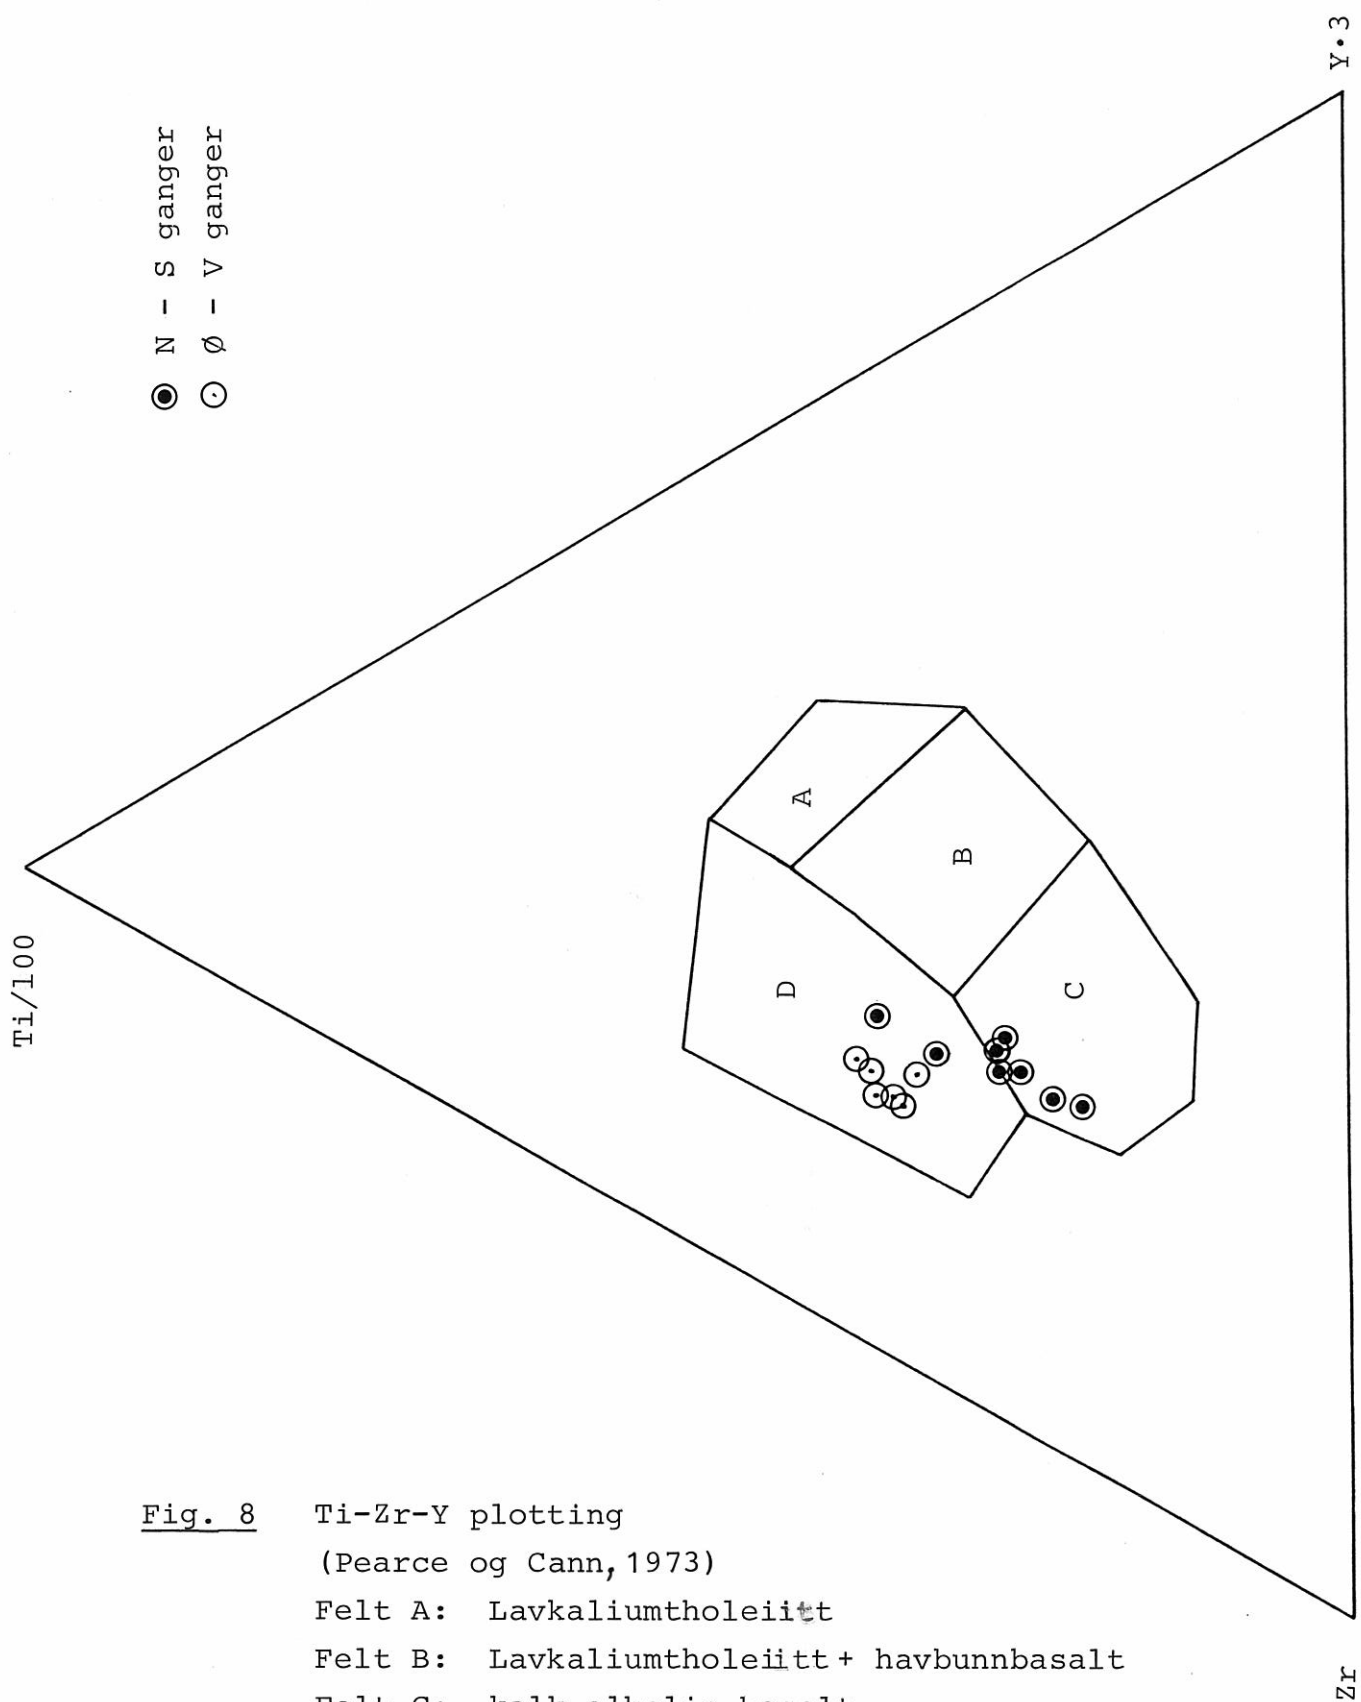 Y·3
N - S ganger
Ø - V ganger
Ti/100
A
B
D
C
Fig. 8 Ti-Zr-Y plotting
(Pearce og Cann, 1973)
Felt A: Lavkaliumtholeiitt
Felt B: Lavkaliumtholeiitt + havbunnbasalt
Zr